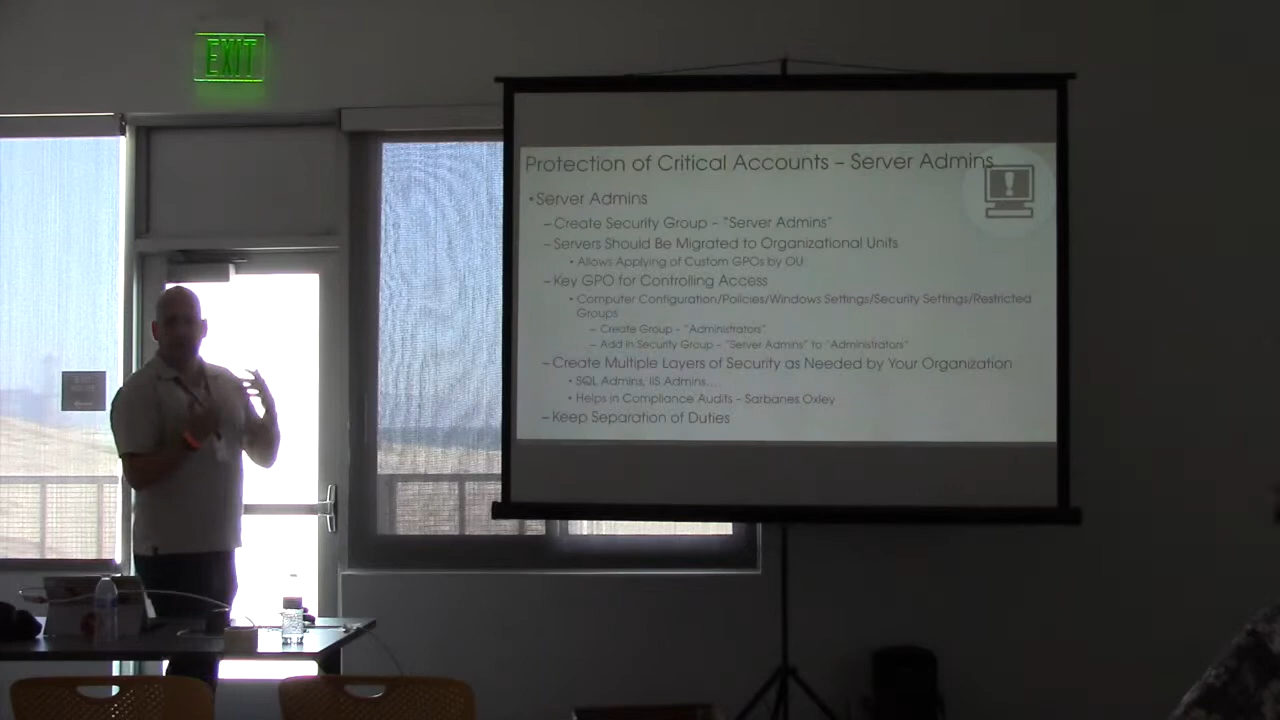 EXIT
Protection of Critical Accounts – Server Admins
•Server Admins
–Create Security Group – "Server Admins"
–Servers Should Be Migrated to Organizational Units
•Allows Applying of Custom GPOs by OU
–Key GPO for Controlling Access
•Computer Configuration/Policies/Windows Settings/Security Settings/Restricted
Groups
–Create Group – "Administrators"
–Add in Security Group – "Server Admins" to "Administrators"
–Create Multiple Layers of Security as Needed by Your Organization
•SQL Admins, IIS Admins…
•Helps in Compliance Audits – Sarbanes Oxley
–Keep Separation of Duties